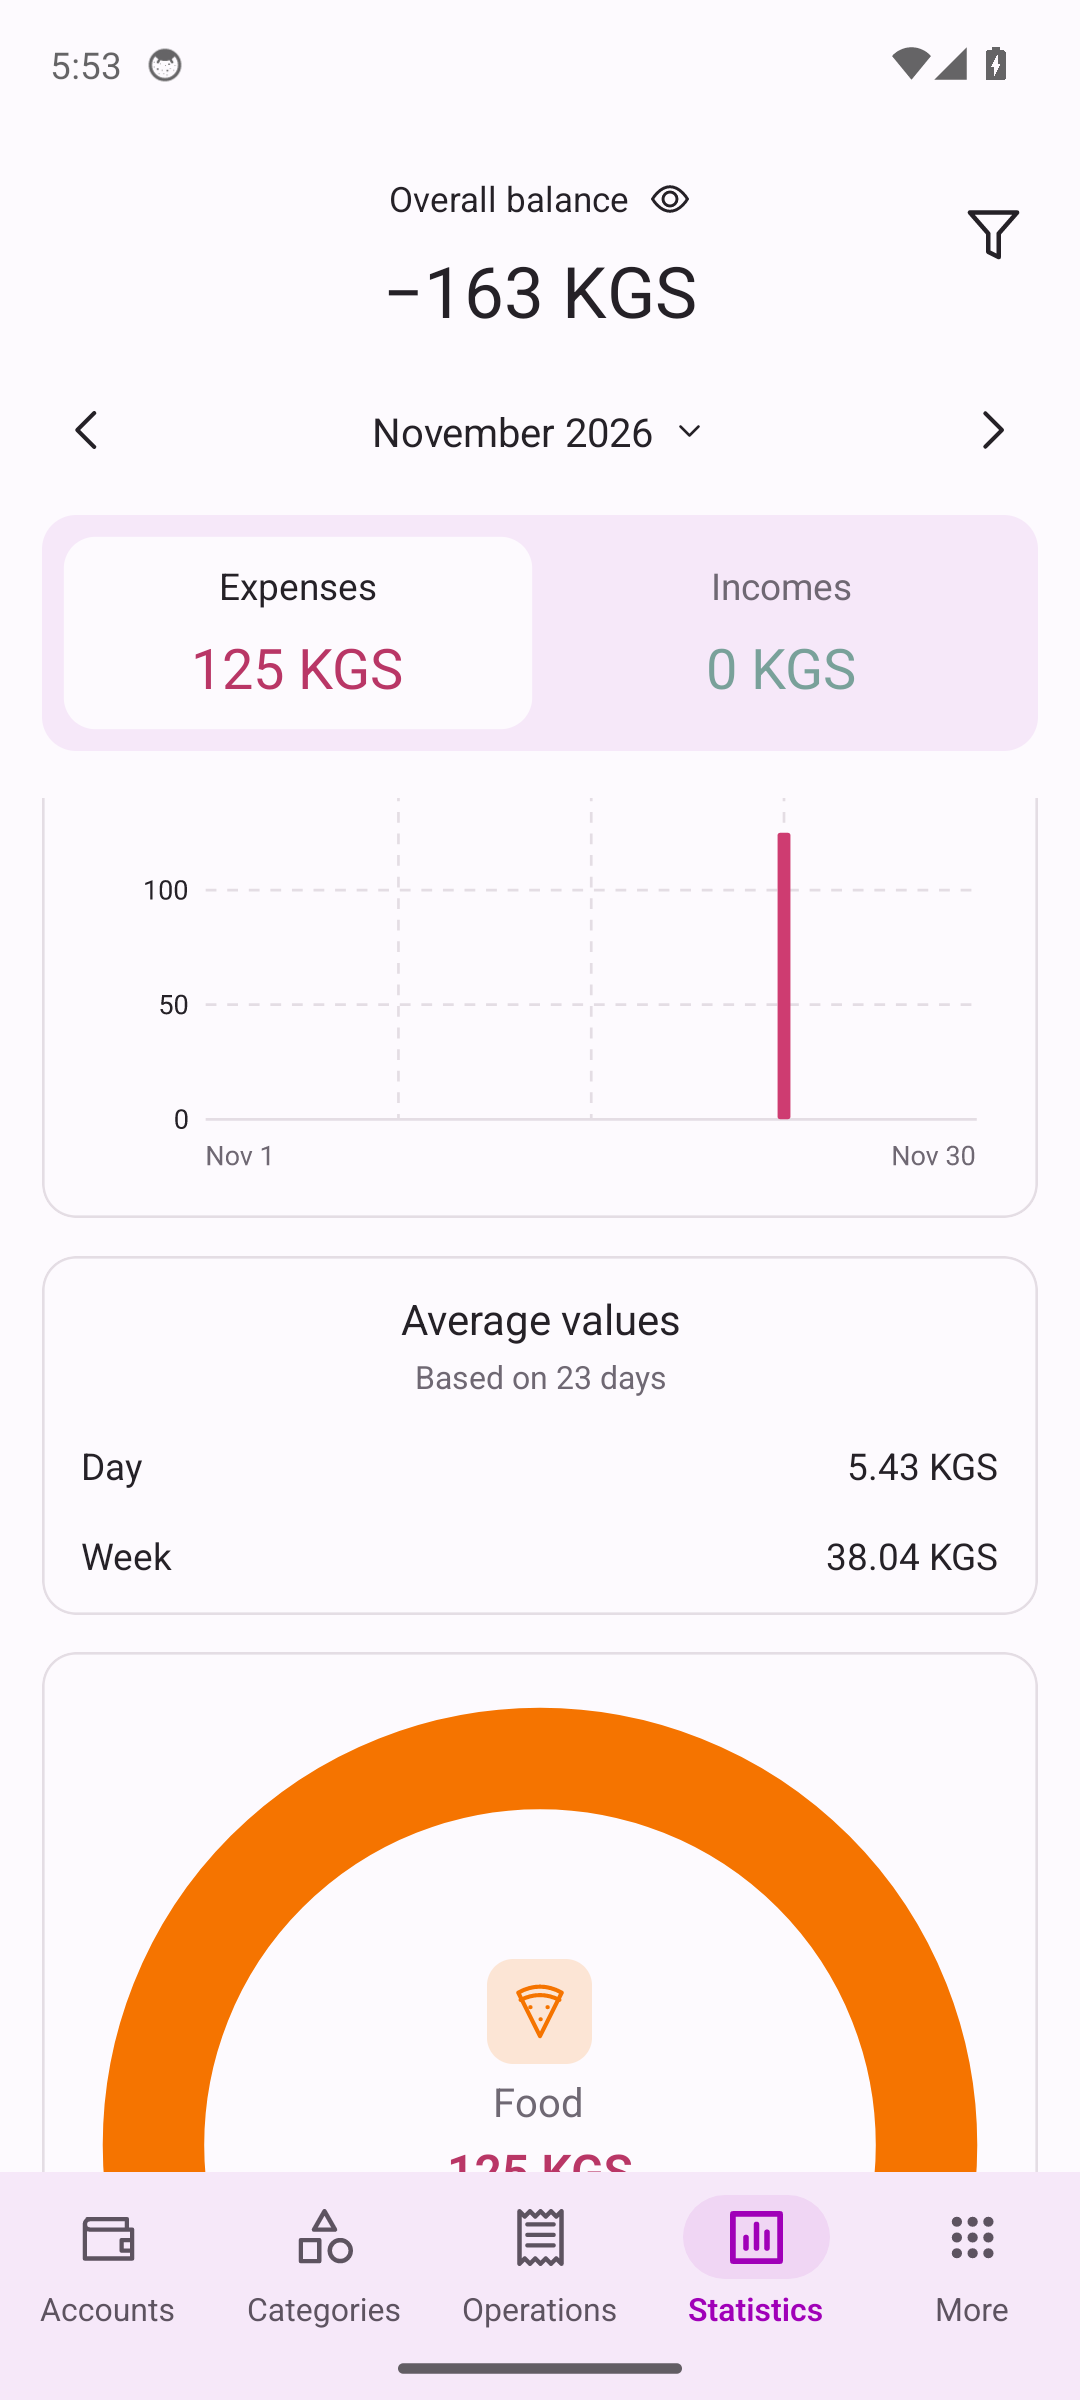 5:53
Overall balance
−163 KGS
November 2026
Expenses
Incomes
125 KGS
0 KGS
100
50
0
Nov 1
Nov 30
Average values
Based on 23 days
Day
5.43 KGS
Week
38.04 KGS
Food
125 KGS
Accounts
Categories
Operations
Statistics
More